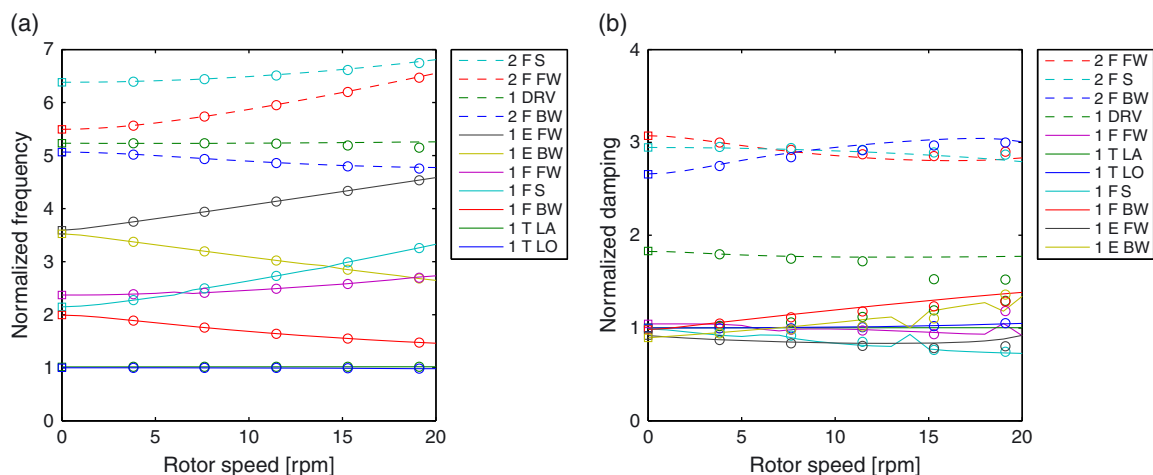 (a)
Normalized frequency
7
6
5
4
3
2
1
0
0 5 10 15 20
Rotor speed [rpm]
2 F S
2 F FW
1 DRV
2 F BW
1 E FW
1 E BW
1 F FW
1 F S
1 F BW
1 T LA
1 T LO
(b)
Normalized damping
4
3
2
1
0
0 5 10 15 20
Rotor speed [rpm]
2 F FW
2 F S
2 F BW
1 DRV
1 F FW
1 T LA
1 T LO
1 F S
1 F BW
1 E FW
1 E BW